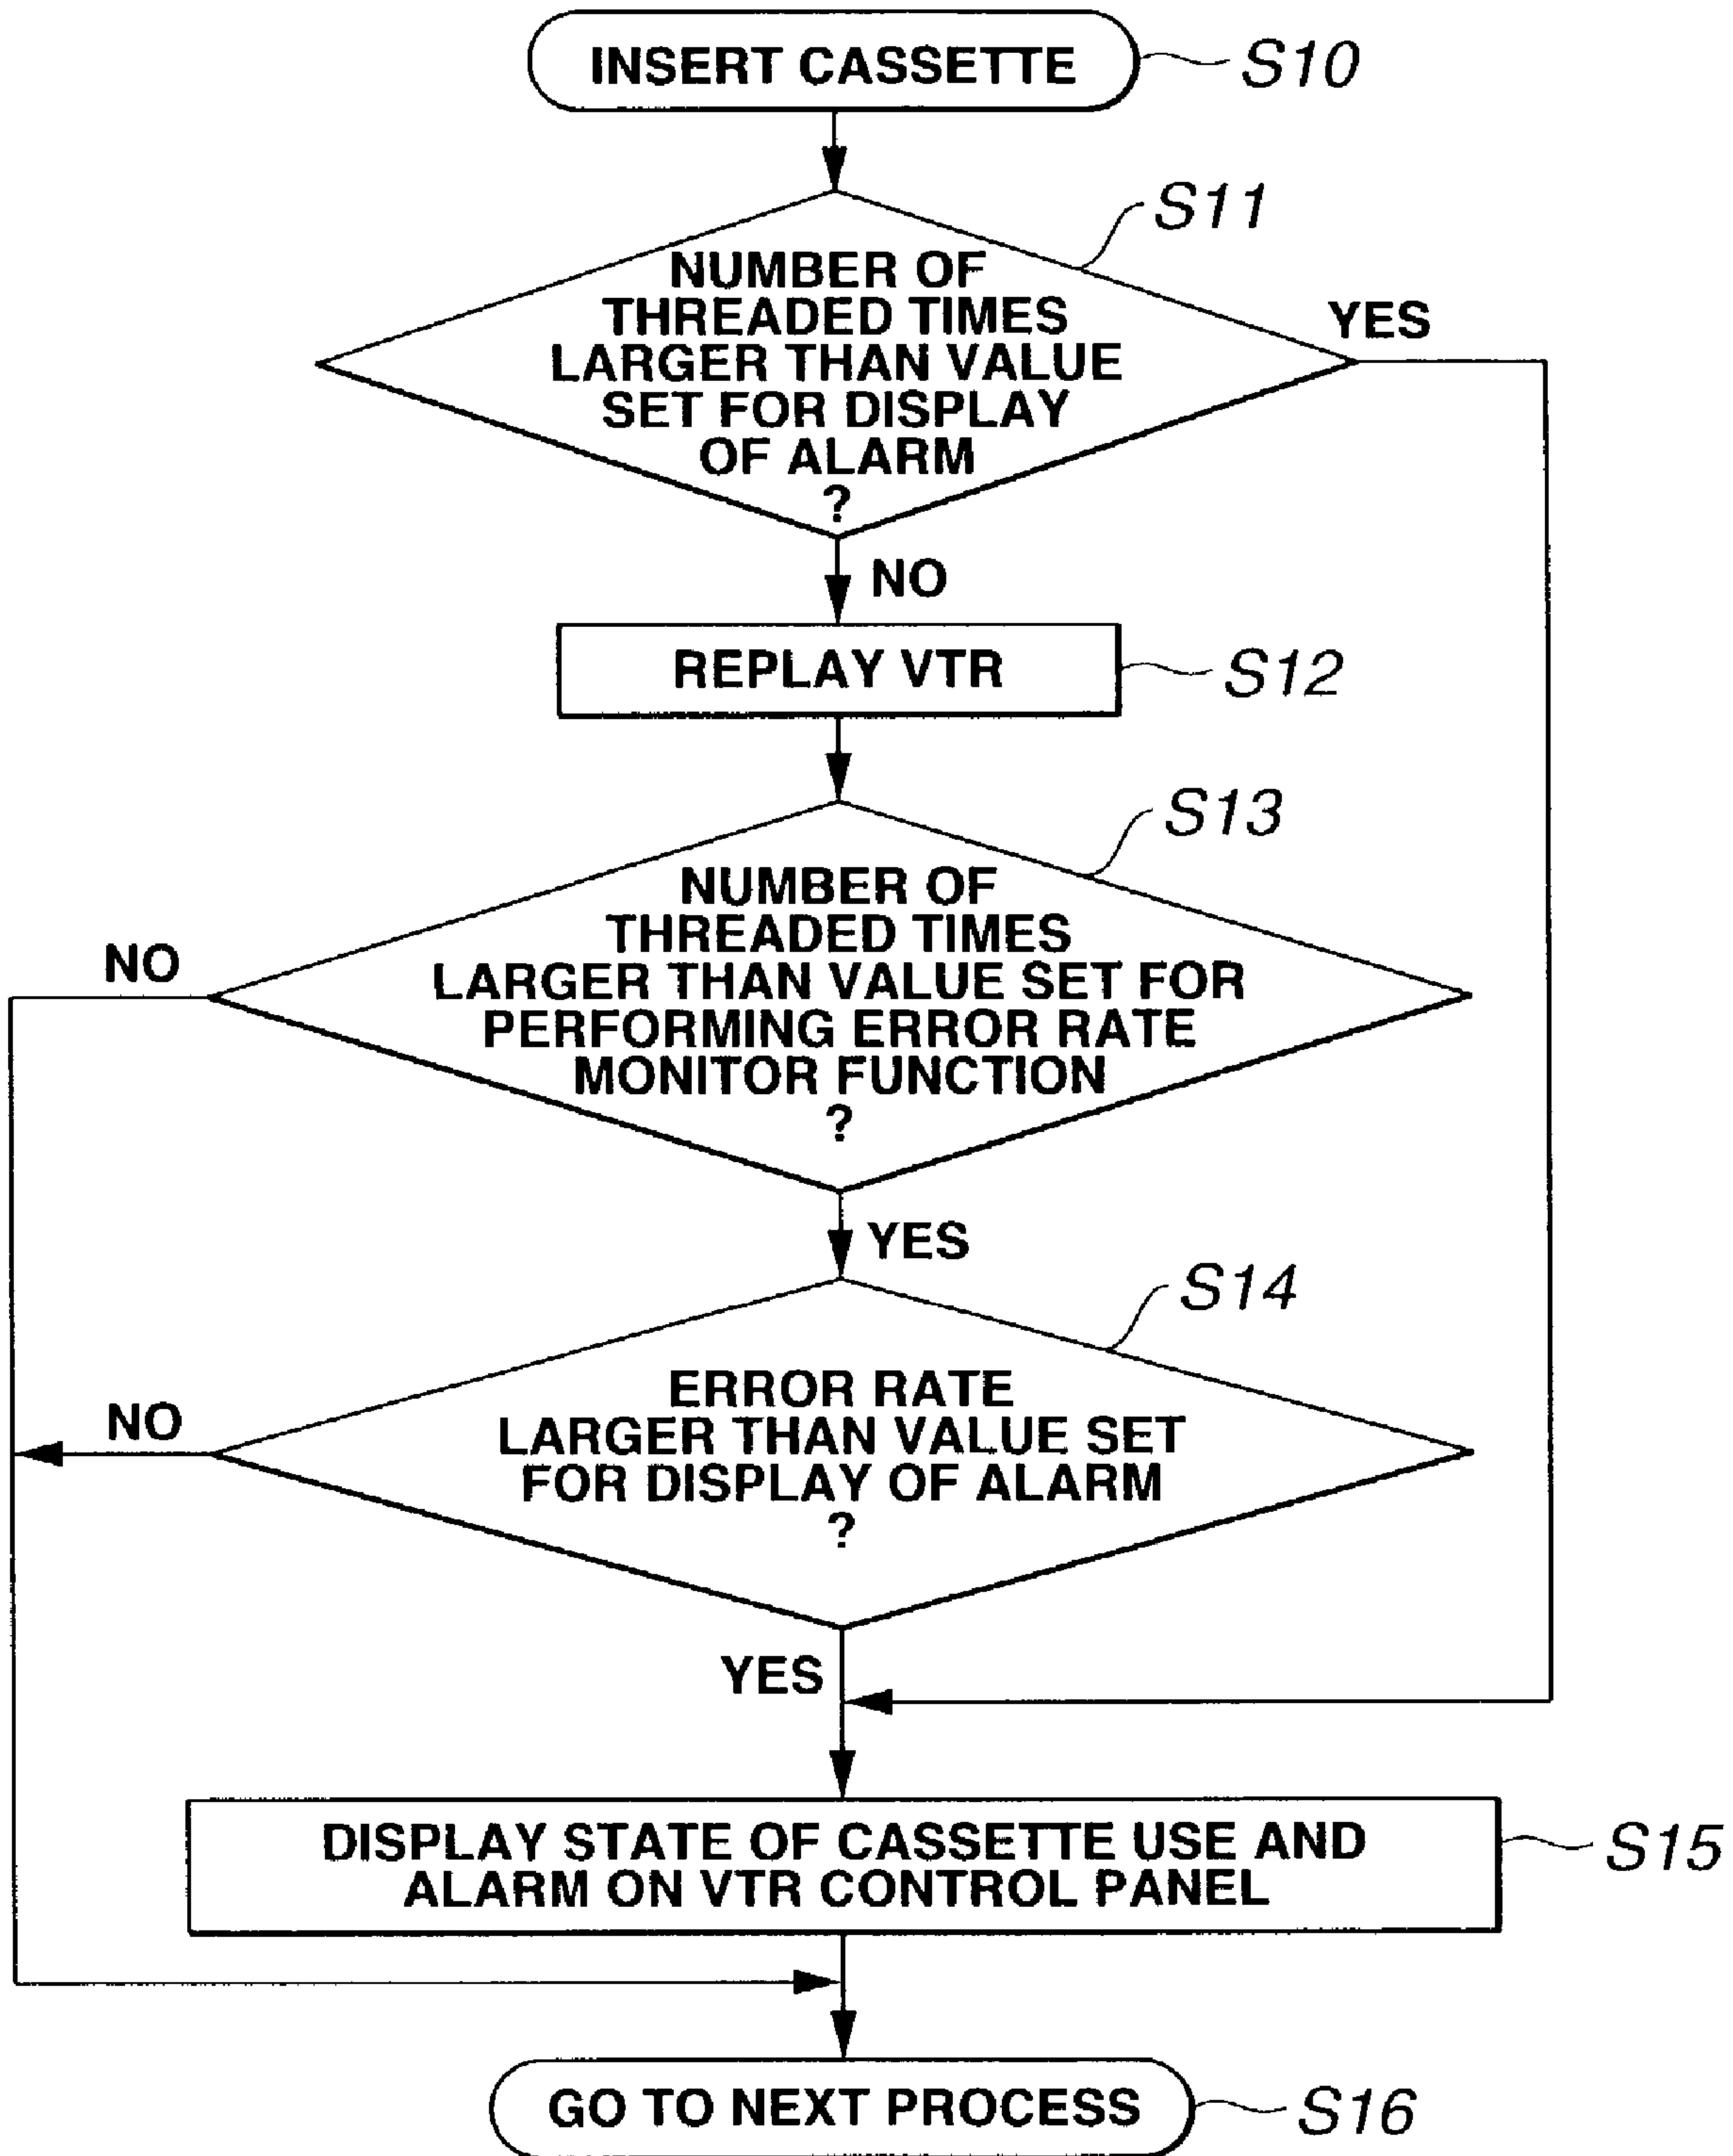 INSERT CASSETTE
S10
S11
NUMBER OF
THREADED TIMES
LARGER THAN VALUE
SET FOR DISPLAY
OF ALARM
?
YES
NO
REPLAY VTR
S12
S13
NUMBER OF
THREADED TIMES
LARGER THAN VALUE SET FOR
PERFORMING ERROR RATE
MONITOR FUNCTION
?
NO
YES
S14
ERROR RATE
LARGER THAN VALUE SET
FOR DISPLAY OF ALARM
?
NO
YES
DISPLAY STATE OF CASSETTE USE AND
ALARM ON VTR CONTROL PANEL
S15
GO TO NEXT PROCESS
S16